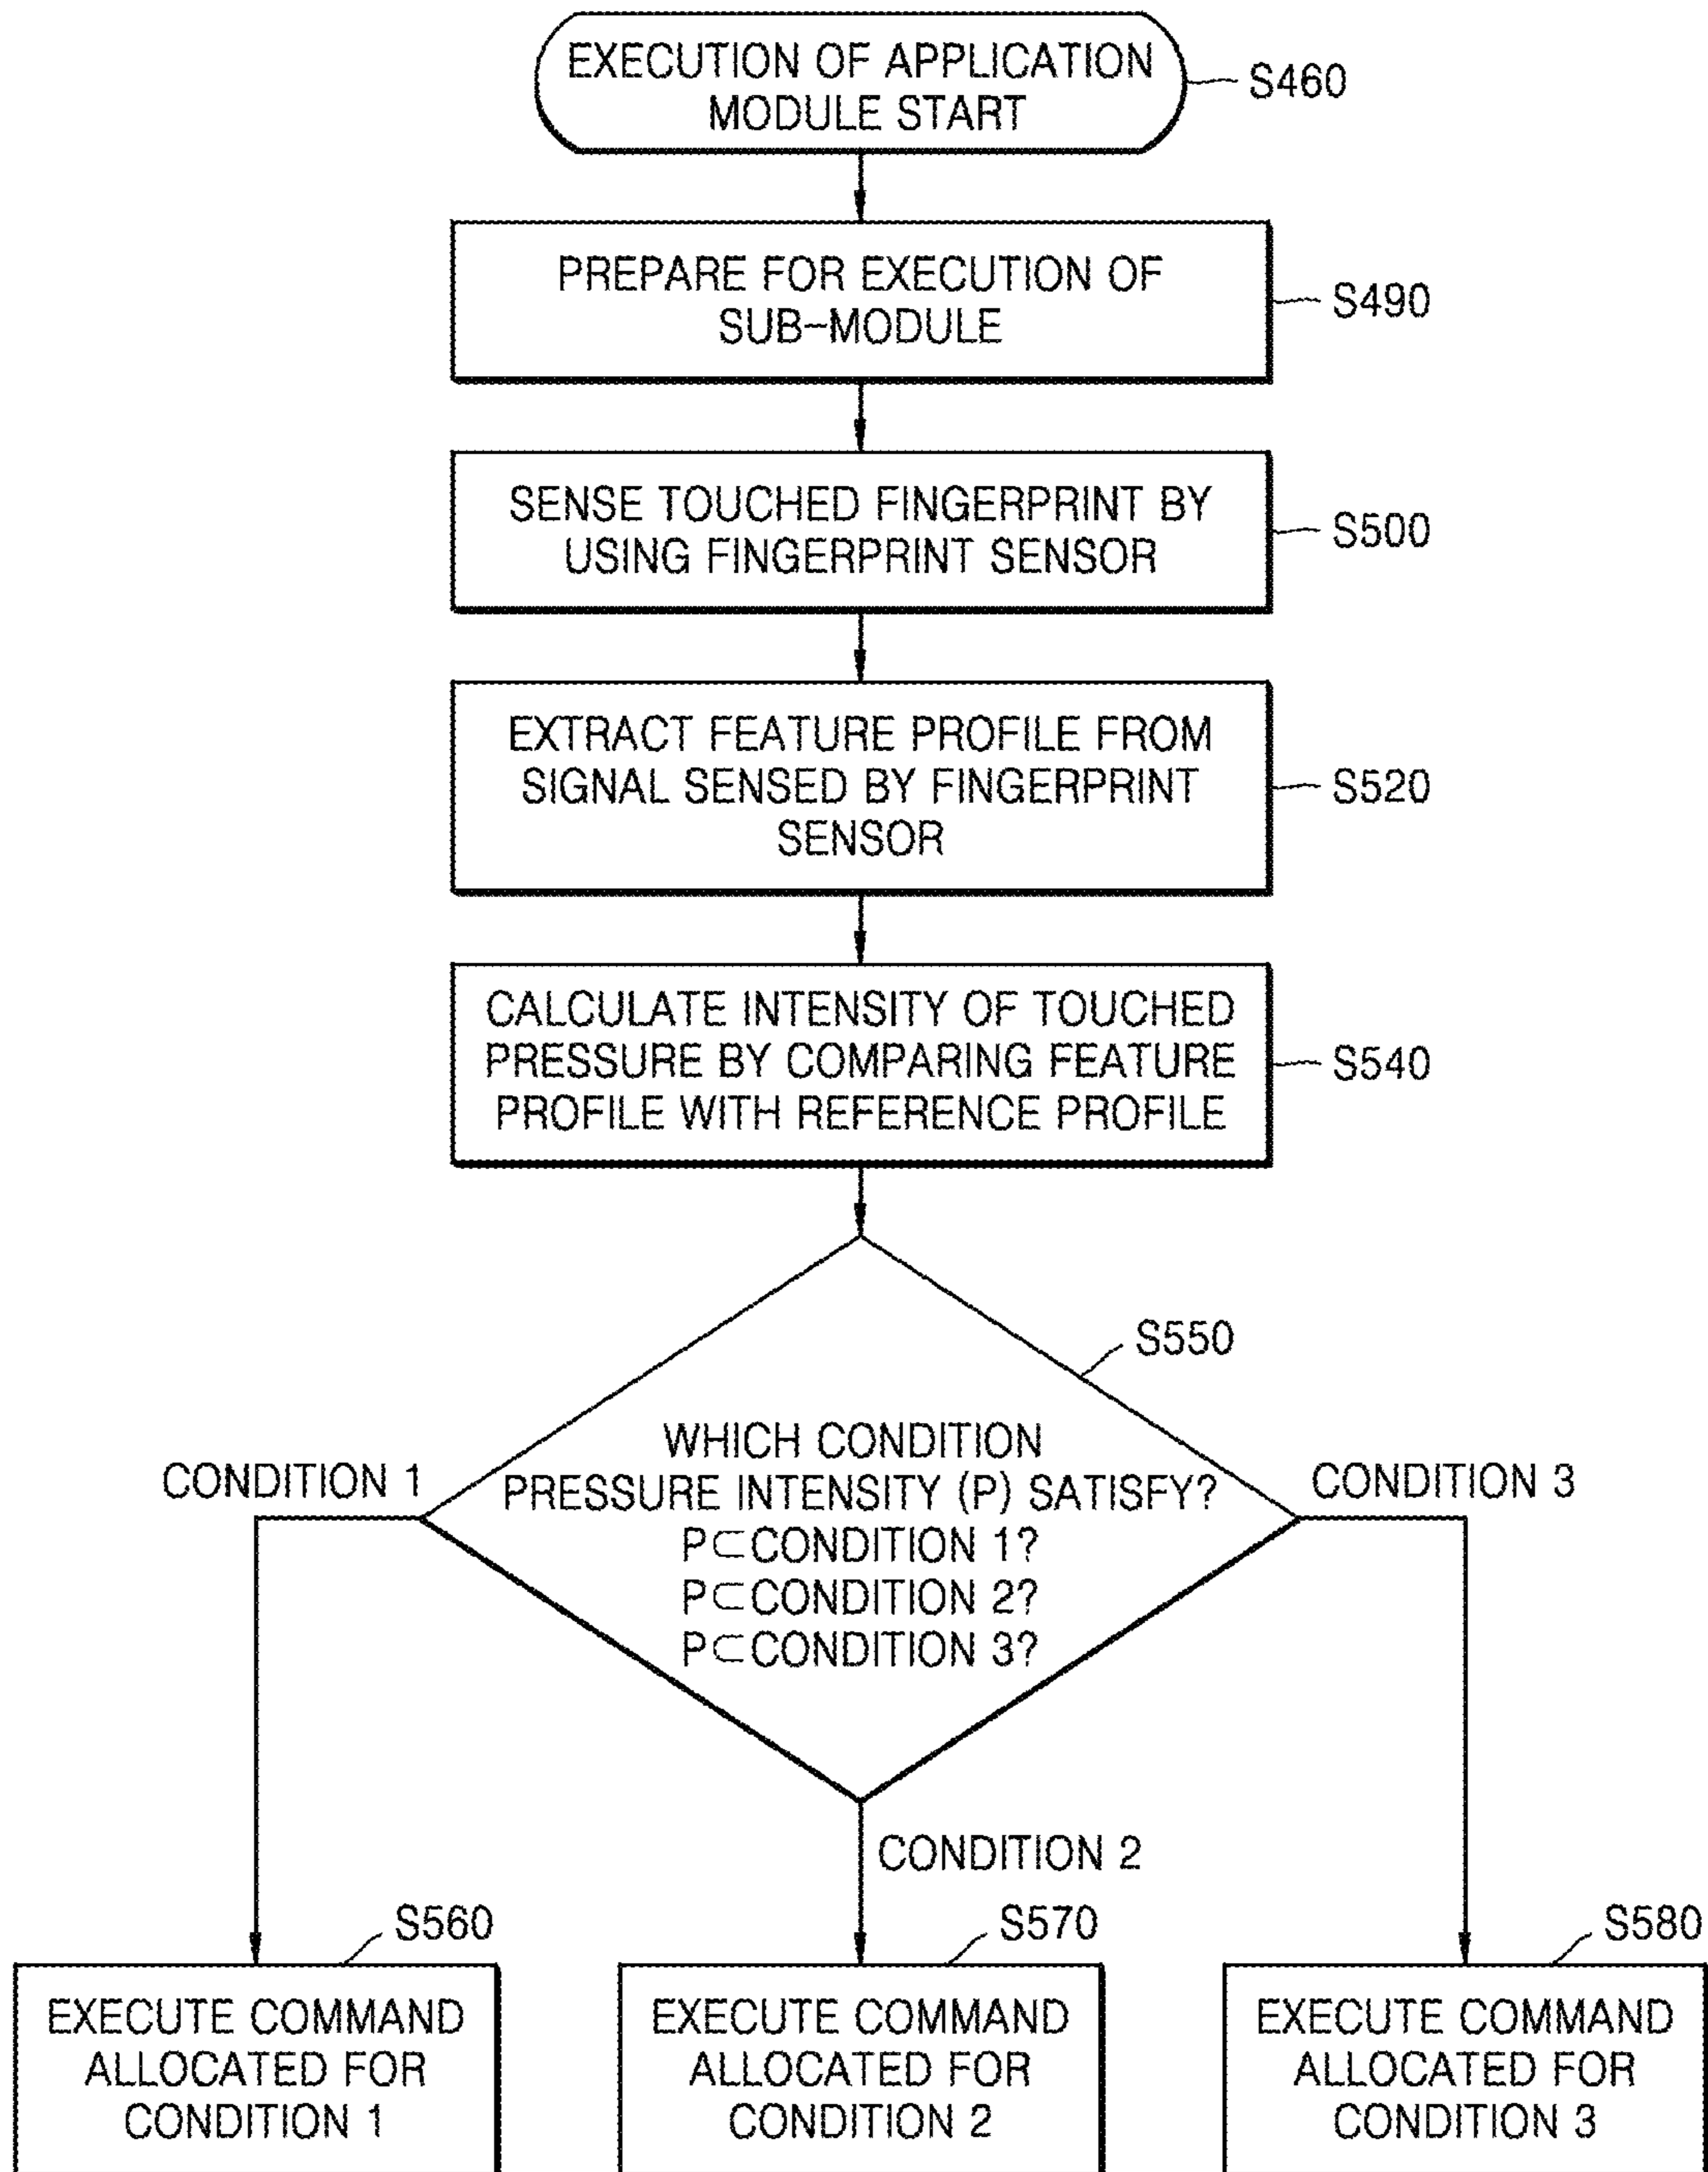 EXECUTION OF APPLICATION
MODULE START
S460
PREPARE FOR EXECUTION OF
SUB-MODULE
S490
SENSE TOUCHED FINGERPRINT BY
USING FINGERPRINT SENSOR
S500
EXTRACT FEATURE PROFILE FROM
SIGNAL SENSED BY FINGERPRINT
SENSOR
S520
CALCULATE INTENSITY OF TOUCHED
PRESSURE BY COMPARING FEATURE
PROFILE WITH REFERENCE PROFILE
S540
S550
WHICH CONDITION
PRESSURE INTENSITY (P) SATISFY?
P⊂CONDITION 1?
P⊂CONDITION 2?
P⊂CONDITION 3?
CONDITION 1
CONDITION 3
CONDITION 2
S560
EXECUTE COMMAND
ALLOCATED FOR
CONDITION 1
S570
EXECUTE COMMAND
ALLOCATED FOR
CONDITION 2
S580
EXECUTE COMMAND
ALLOCATED FOR
CONDITION 3